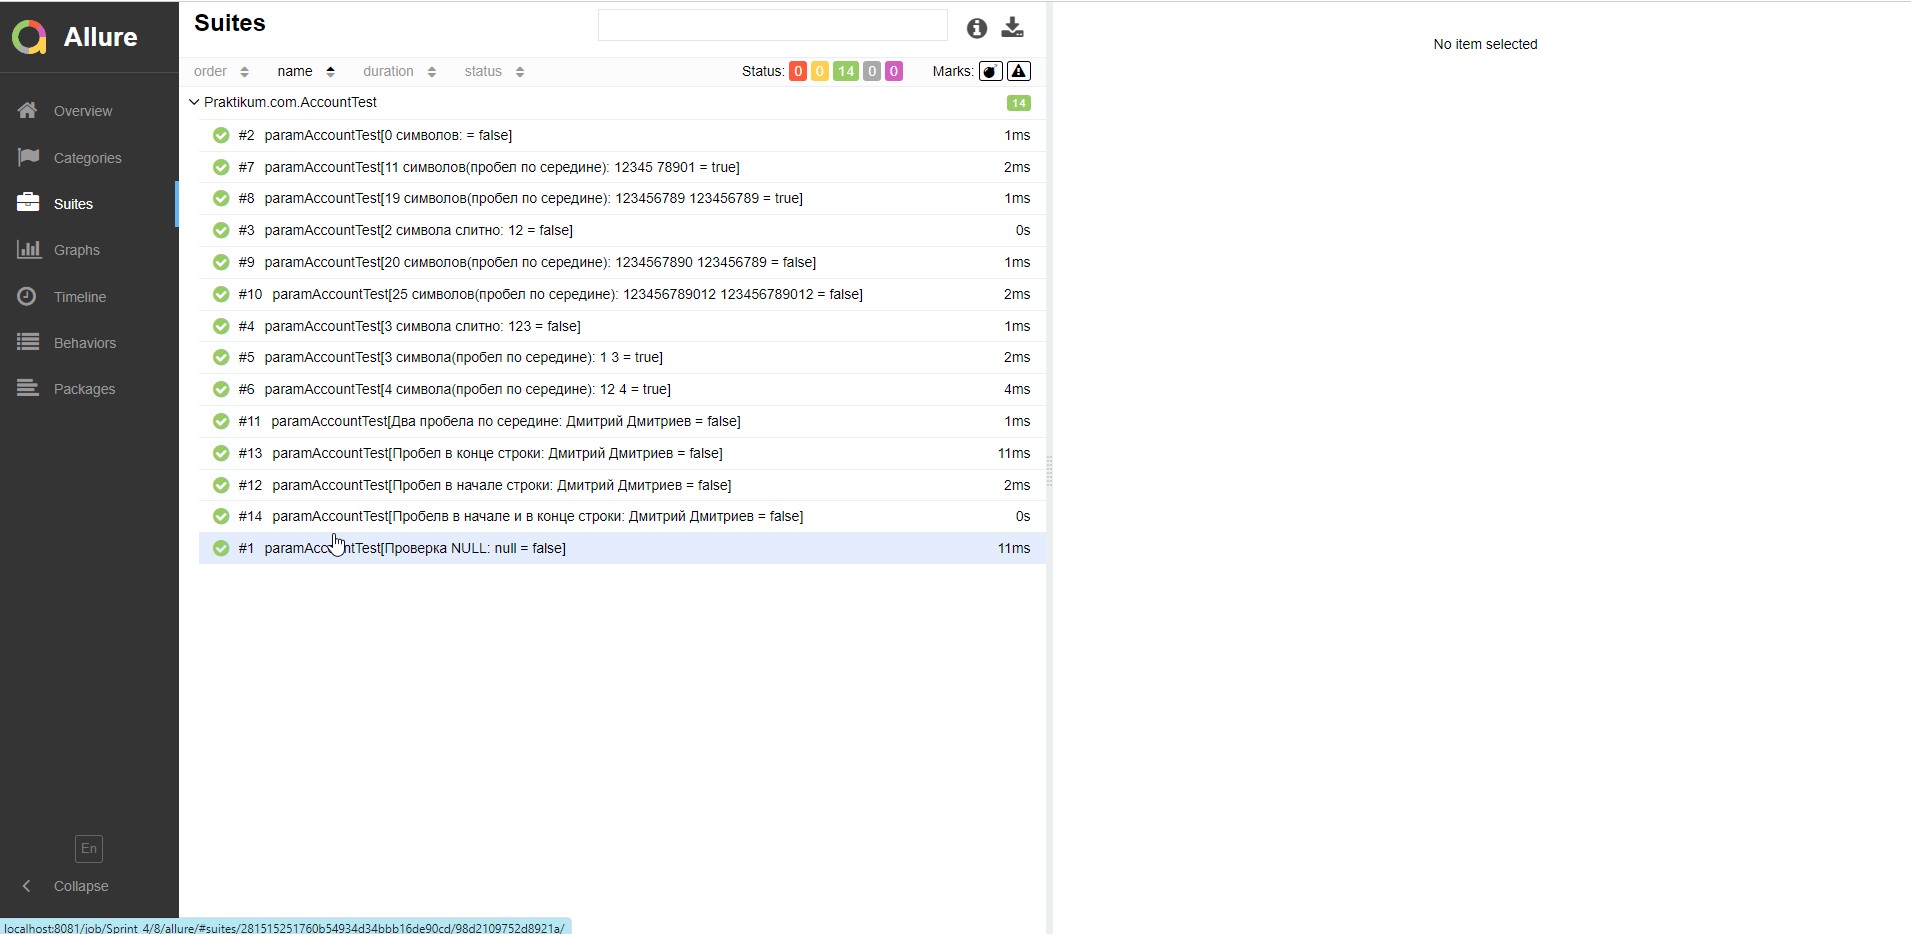 Allure
Overview
Categories
Suites
Graphs
Timeline
Behaviors
Packages
En
Collapse
Suites
order name duration status Status: 0 0 14 0 0 Marks:
Praktikum.com.AccountTest 14
#2 paramAccountTest[0 символов: = false] 1ms
#7 paramAccountTest[11 символов(пробел по середине): 12345 78901 = true] 2ms
#8 paramAccountTest[19 символов(пробел по середине): 123456789 123456789 = true] 1ms
#3 paramAccountTest[2 символа слитно: 12 = false] 0s
#9 paramAccountTest[20 символов(пробел по середине): 1234567890 123456789 = false] 1ms
#10 paramAccountTest[25 символов(пробел по середине): 123456789012 123456789012 = false] 2ms
#4 paramAccountTest[3 символа слитно: 123 = false] 1ms
#5 paramAccountTest[3 символа(пробел по середине): 1 3 = true] 2ms
#6 paramAccountTest[4 символа(пробел по середине): 12 4 = true] 4ms
#11 paramAccountTest[Два пробела по середине: Дмитрий Дмитриев = false] 1ms
#13 paramAccountTest[Пробел в конце строки: Дмитрий Дмитриев = false] 11ms
#12 paramAccountTest[Пробел в начале строки: Дмитрий Дмитриев = false] 2ms
#14 paramAccountTest[Пробелв в начале и в конце строки: Дмитрий Дмитриев = false] 0s
#1 paramAccountTest[Проверка NULL: null = false] 11ms
No item selected
localhost:8081/job/Sprint_4/8/allure/#suites/281515251760b54934d34bbb16de90cd/98d2109752d8921a/